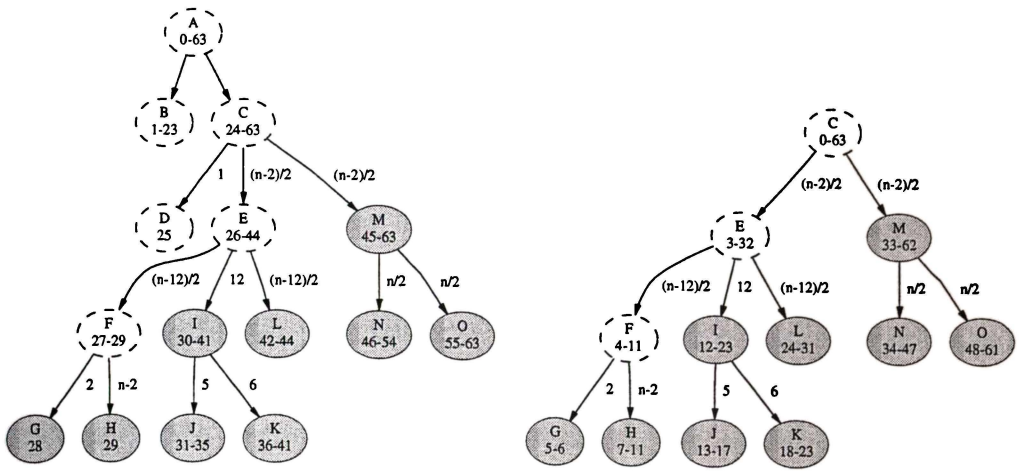 A
0-63
B
1-23
C
24-63
1
(n-2)/2
(n-2)/2
D
25
E
26-44
M
45-63
(n-12)/2
12
(n-12)/2
n/2
n/2
F
27-29
I
30-41
L
42-44
N
46-54
O
55-63
2
n-2
5
6
G
28
H
29
J
31-35
K
36-41
C
0-63
(n-2)/2
(n-2)/2
E
3-32
M
33-62
(n-12)/2
12
(n-12)/2
n/2
n/2
F
4-11
I
12-23
L
24-31
N
34-47
O
48-61
2
n-2
5
6
G
5-6
H
7-11
J
13-17
K
18-23